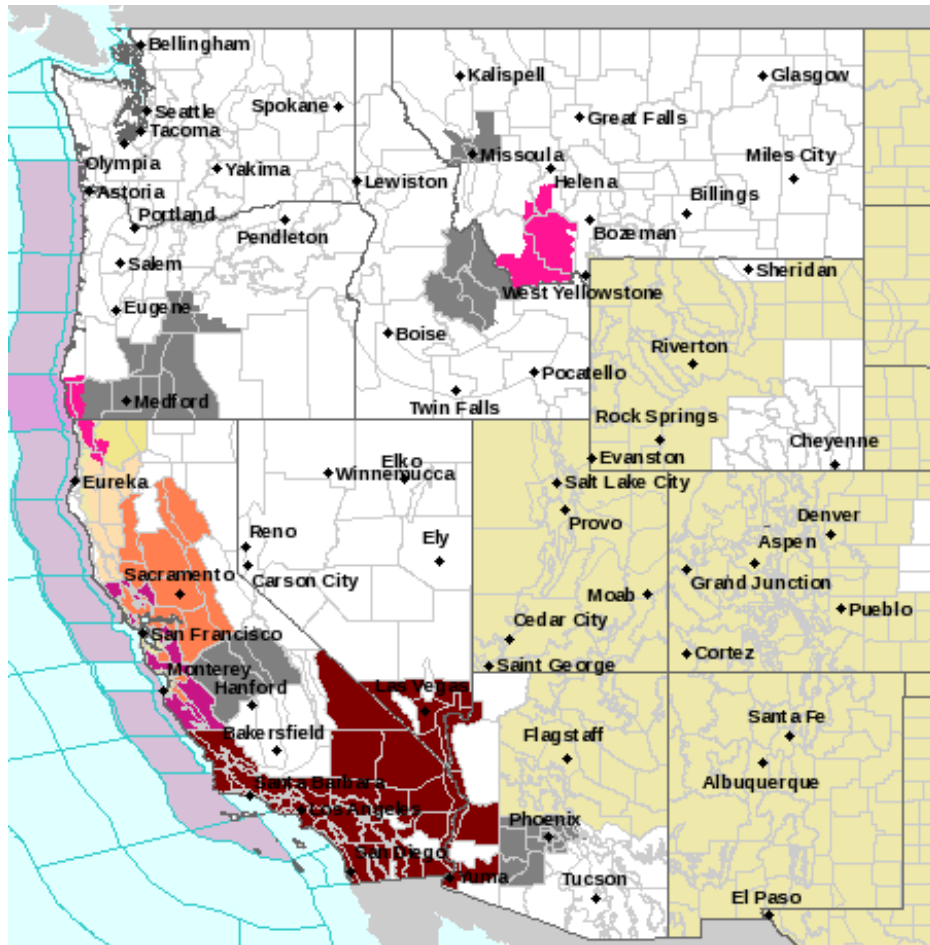 Bellingham
Kalispell
Glasgow
Spokane
Seattle
Great Falls
Tacoma
Olympia
Missoula
Miles City
Yakima
Helena
Lewiston
Astoria
Billings
Portland
Bozeman
Pendleton
Salem
Sheridan
West Yellowstone
Eugene
Boise
Riverton
Pocatello
Medford
Twin Falls
Rock Springs
Cheyenne
Evanston
Elko
Winnemucca
Eureka
Salt Lake City
Provo
Denver
Reno
Ely
Aspen
Sacramento
Carson City
Grand Junction
Moab
Pueblo
San Francisco
Cedar City
Cortez
Saint George
Monterey
Hanford
Las Vegas
Santa Fe
Bakersfield
Flagstaff
Albuquerque
Santa Barbara
Los Angeles
Phoenix
San Diego
Yuma
Tucson
El Paso